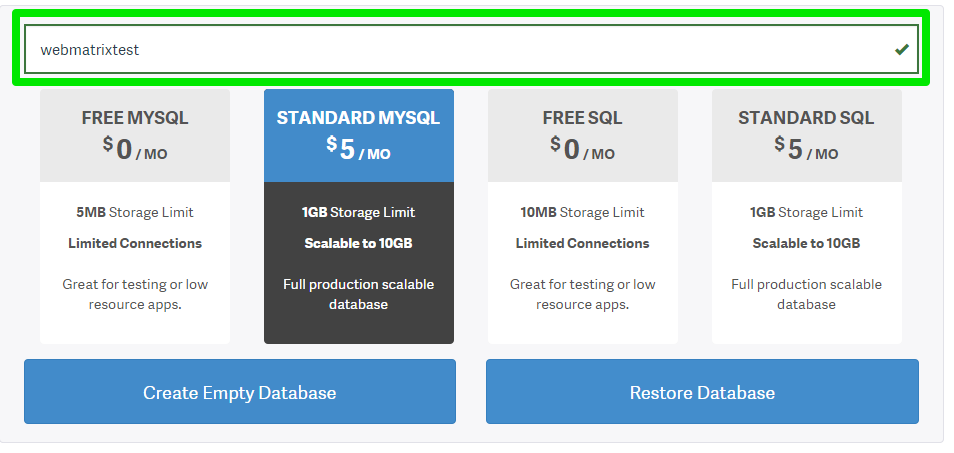 webmatrixtest
FREE MYSQL
$0 / MO
5MB Storage Limit
Limited Connections
Great for testing or low
resource apps.
STANDARD MYSQL
$5 / MO
1GB Storage Limit
Scalable to 10GB
Full production scalable
database
FREE SQL
$0 / MO
10MB Storage Limit
Limited Connections
Great for testing or low
resource apps.
STANDARD SQL
$5 / MO
1GB Storage Limit
Scalable to 10GB
Full production scalable
database
Create Empty Database
Restore Database